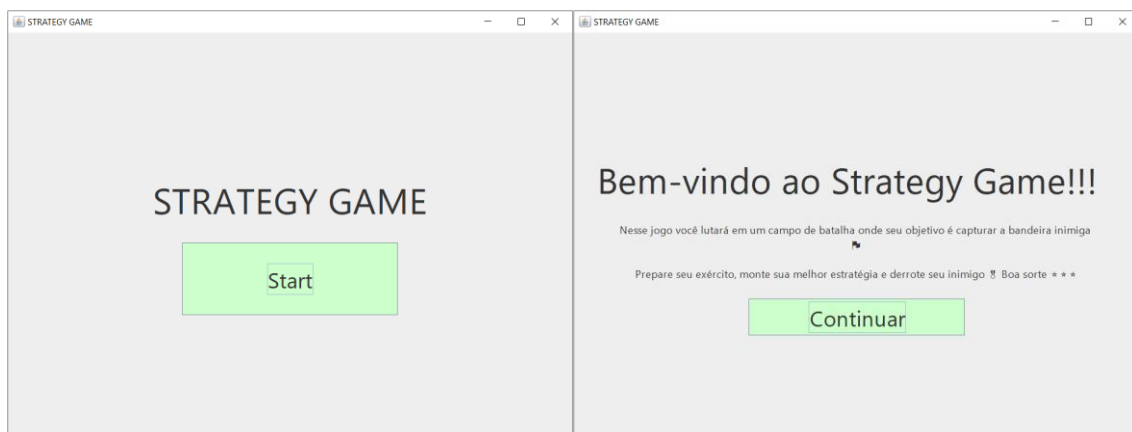 STRATEGY GAME
STRATEGY GAME
Start
STRATEGY GAME
Bem-vindo ao Strategy Game!!!
Nesse jogo você lutará em um campo de batalha onde seu objetivo é capturar a bandeira inimiga
⚑
Prepare seu exército, monte sua melhor estratégia e derrote seu inimigo 🎖 Boa sorte ⭑ ⭑ ⭑
Continuar